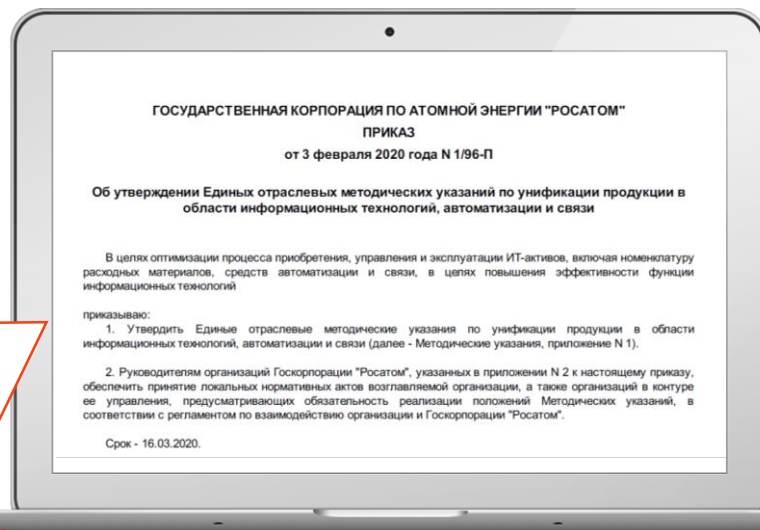 ГОСУДАРСТВЕННАЯ КОРПОРАЦИЯ ПО АТОМНОЙ ЭНЕРГИИ "РОСАТОМ"
ПРИКАЗ
от 3 февраля 2020 года N 1/96-П
Об утверждении Единых отраслевых методических указаний по унификации продукции в
области информационных технологий, автоматизации и связи
В целях оптимизации процесса приобретения, управления и эксплуатации ИТ-активов, включая номенклатуру
расходных материалов, средств автоматизации и связи, в целях повышения эффективности функции
информационных технологий
приказываю:
1. Утвердить Единые отраслевые методические указания по унификации продукции в области
информационных технологий, автоматизации и связи (далее - Методические указания, приложение N 1).
2. Руководителям организаций Госкорпорации "Росатом", указанных в приложении N 2 к настоящему приказу,
обеспечить принятие локальных нормативных актов возглавляемой организации, а также организаций в контуре
ее управления, предусматривающих обязательность реализации положений Методических указаний, в
соответствии с регламентом по взаимодействию организации и Госкорпорации "Росатом".
Срок - 16.03.2020.